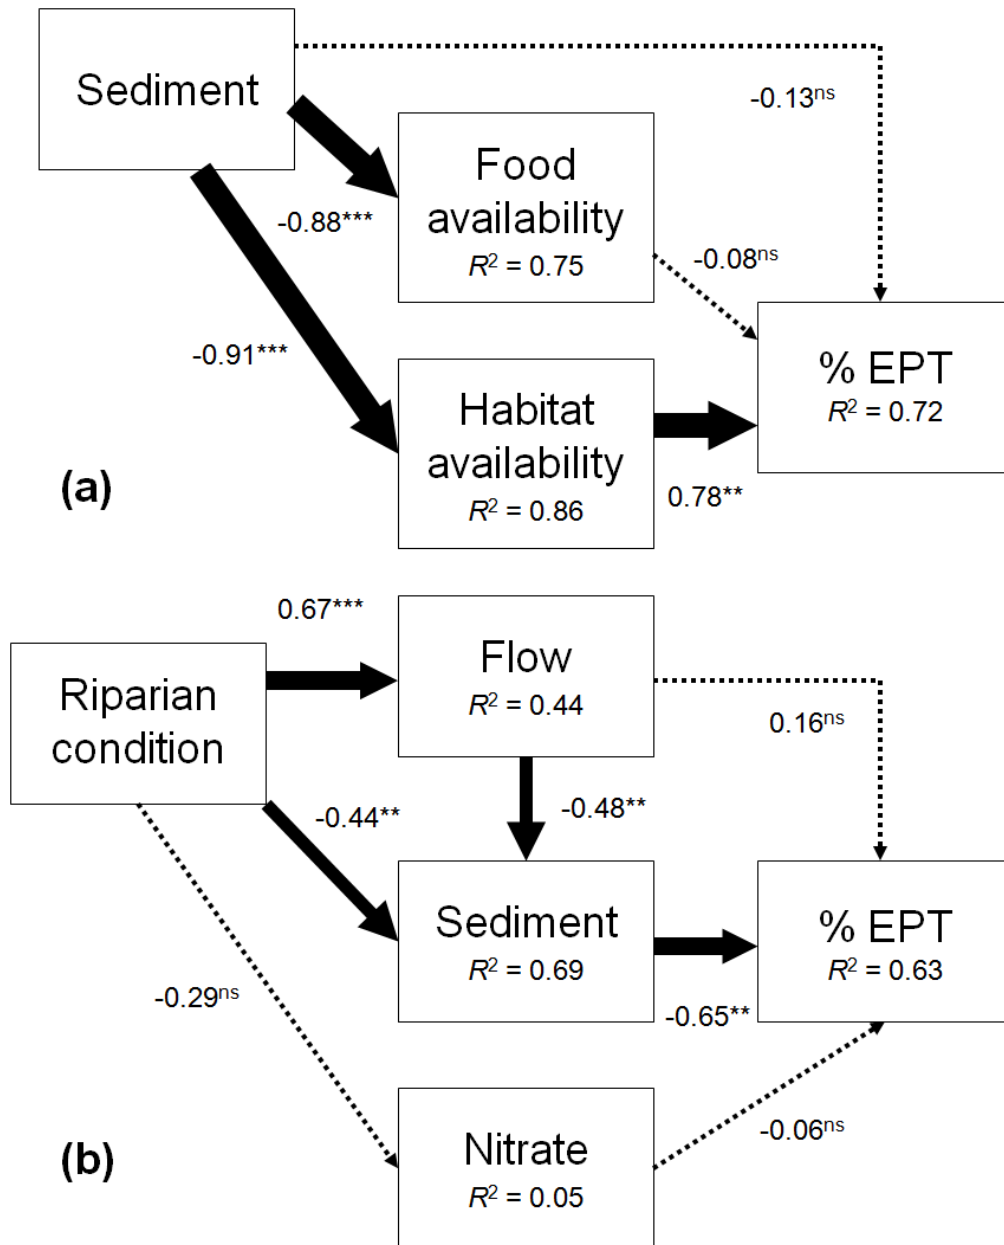 Sediment
-0.13ns
Food
availability
R2 = 0.75
-0.88***
-0.08ns
-0.91***
% EPT
R2 = 0.72
Habitat
availability
R2 = 0.86
0.78**
(a)
0.67***
Flow
R2 = 0.44
Riparian
condition
0.16ns
-0.44**
-0.48**
Sediment
R2 = 0.69
% EPT
R2 = 0.63
-0.29ns
-0.65**
Nitrate
R2 = 0.05
-0.06ns
(b)